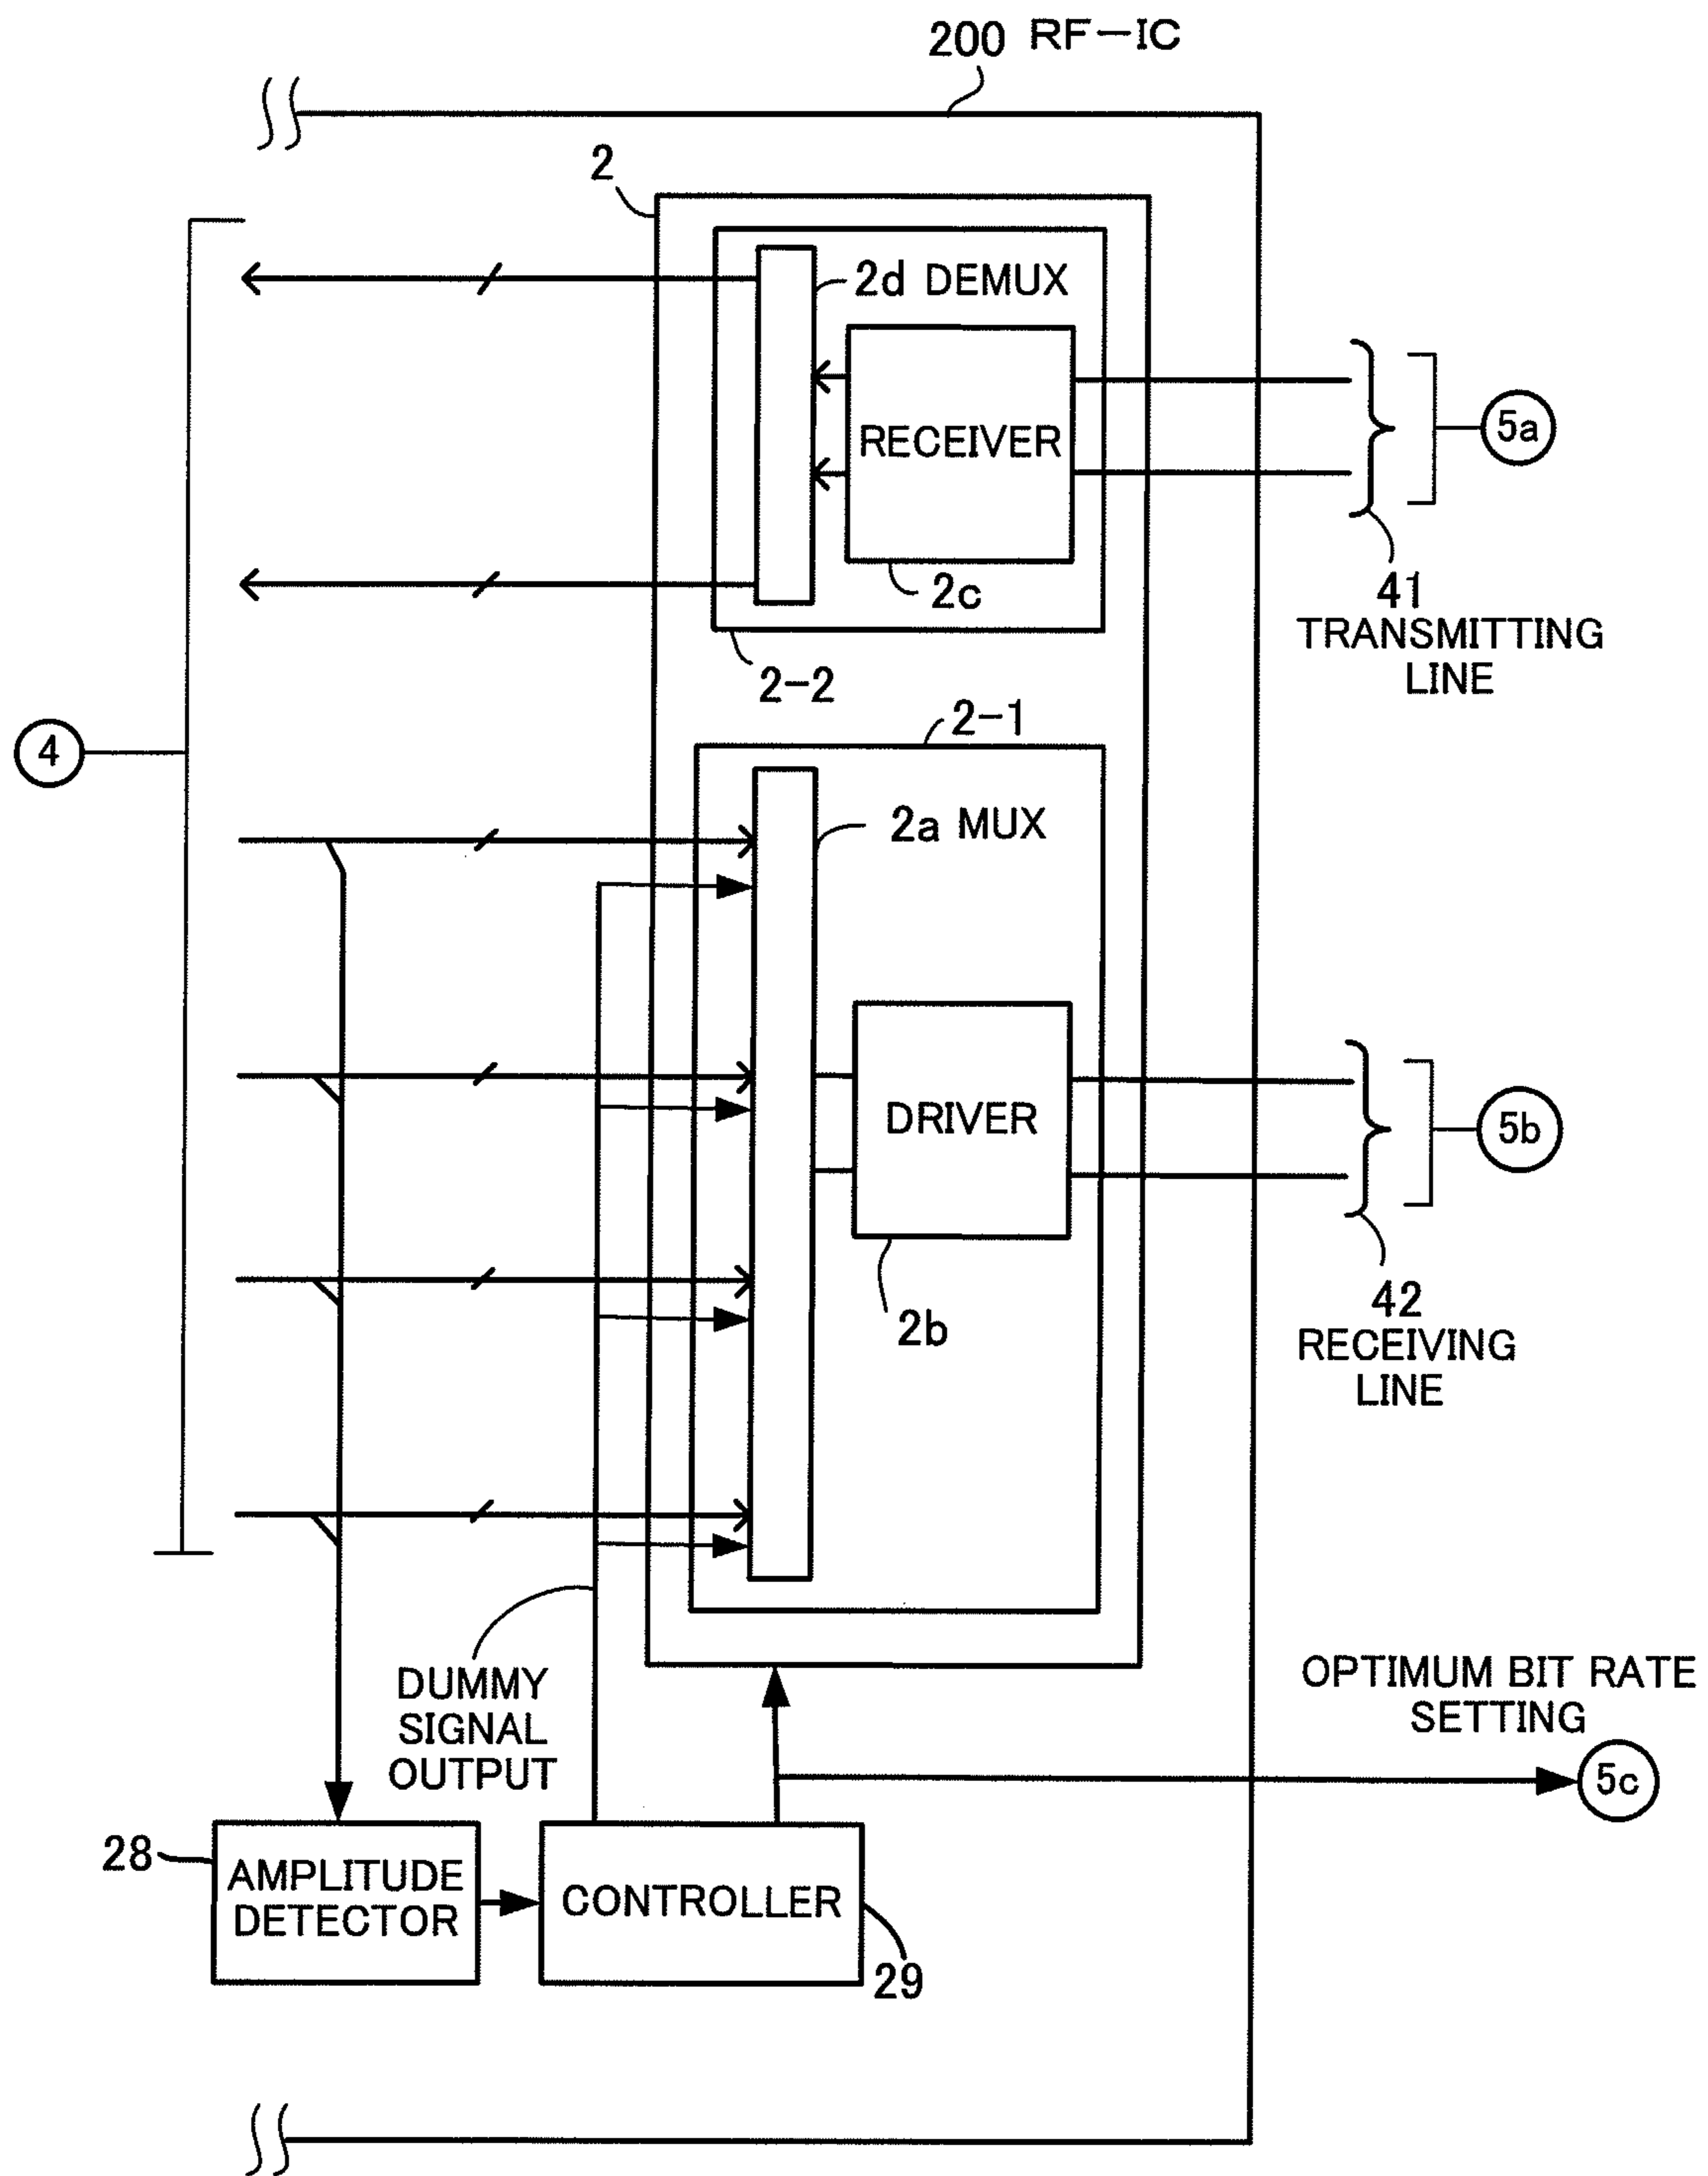 200 RF-IC
2
2d DEMUX
RECEIVER
5a
2c
41
TRANSMITTING
LINE
2-2
2-1
4
2a MUX
DRIVER
5b
2b
42
RECEIVING
LINE
OPTIMUM BIT RATE
SETTING
DUMMY
SIGNAL
OUTPUT
5c
28
AMPLITUDE
DETECTOR
CONTROLLER
29